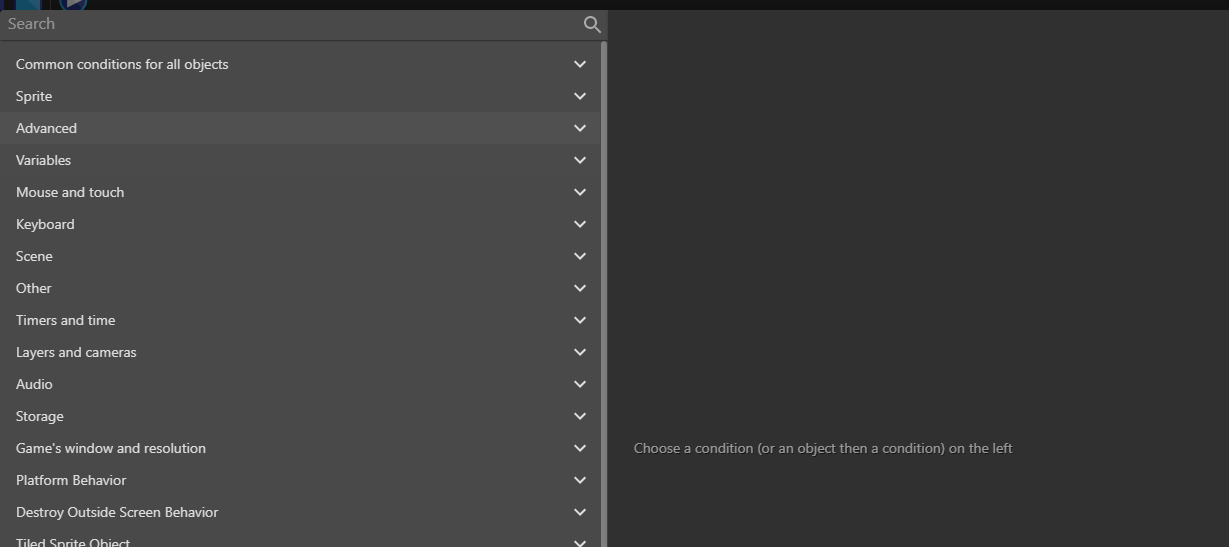 Search
Common conditions for all objects
Sprite
Advanced
Variables
Mouse and touch
Keyboard
Scene
Other
Timers and time
Layers and cameras
Audio
Storage
Game's window and resolution
Choose a condition (or an object then a condition) on the left
Platform Behavior
Destroy Outside Screen Behavior
Tiled Sprite Object